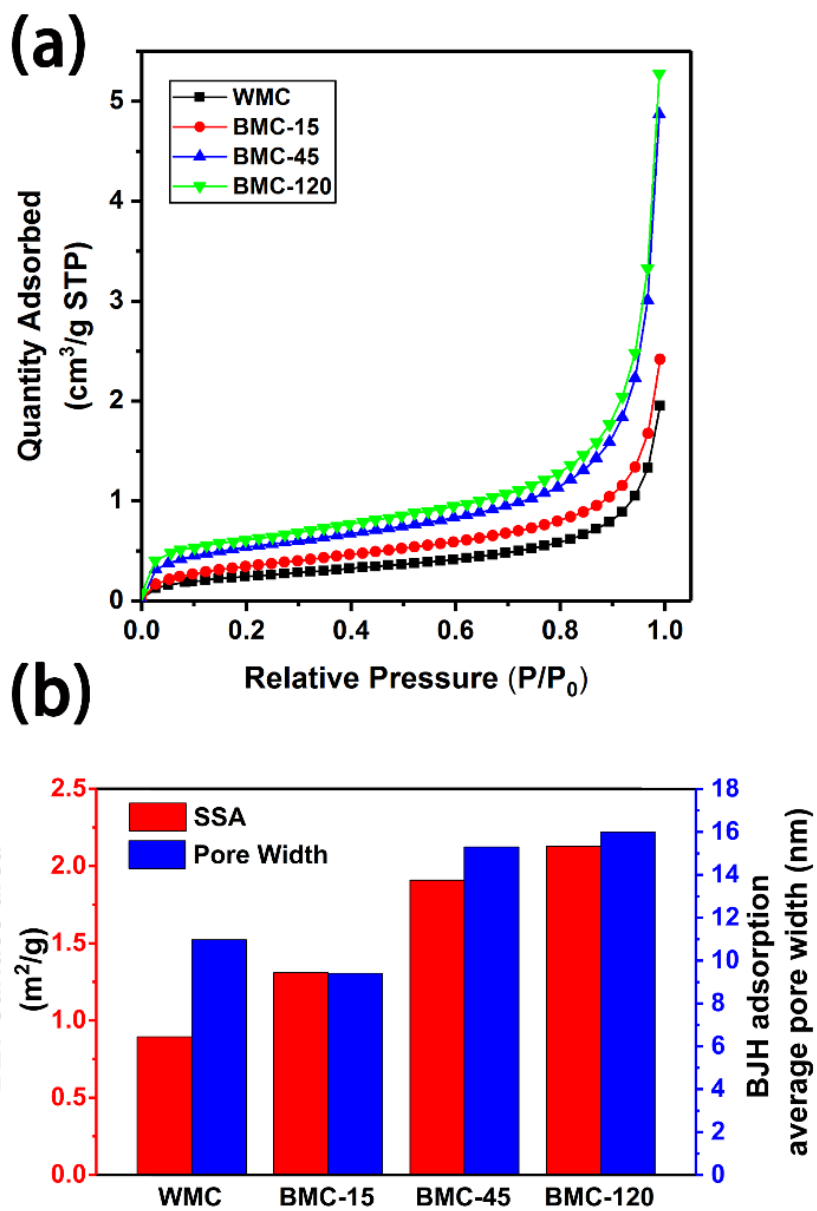 (a)
WMC
BMC-15
BMC-45
BMC-120
Quantity Adsorbed
(cm³/g STP)
5
4
3
2
1
0
0.0 0.2 0.4 0.6 0.8 1.0
Relative Pressure (P/P₀)
(b)
SSA
Pore Width
(m²/g)
2.5
2.0
1.5
1.0
0.5
0.0
18
16
14
12
10
8
6
4
2
0
BJH adsorption
average pore width (nm)
WMC BMC-15 BMC-45 BMC-120